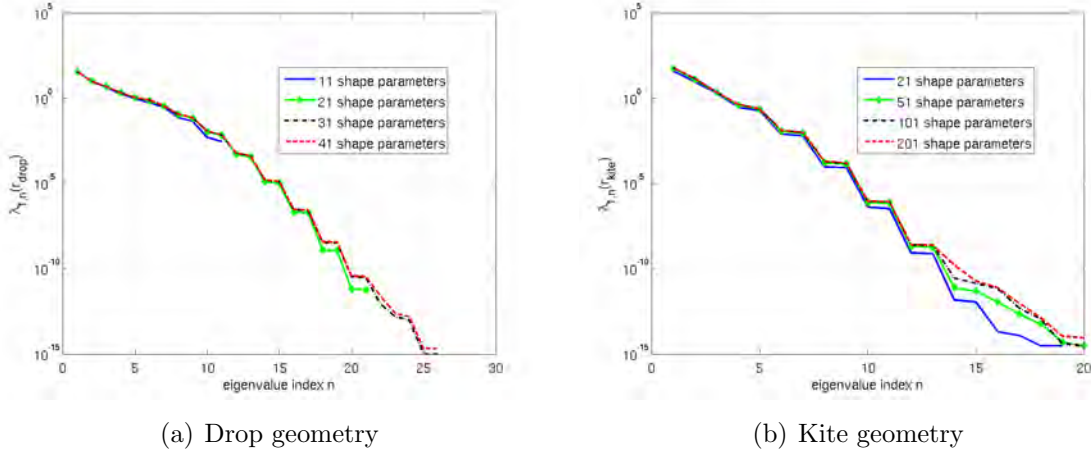 10^5
10^0
10^-5
10^-10
10^-15
λ_{1,n}(r_drop)
11 shape parameters
21 shape parameters
31 shape parameters
41 shape parameters
0 5 10 15 20 25 30
eigenvalue index n
(a) Drop geometry
10^5
10^0
10^-5
10^-10
10^-15
λ_{1,n}(r_kite)
21 shape parameters
51 shape parameters
101 shape parameters
201 shape parameters
0 5 10 15 20
eigenvalue index n
(b) Kite geometry